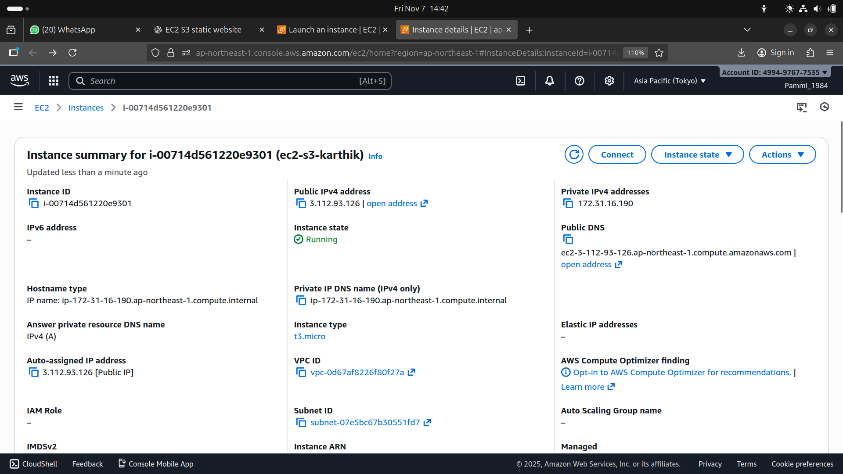 Fri Nov 7 14:42
(20) WhatsApp
EC2 S3 static website
Launch an instance | EC2 |
Instance details | EC2 | ap
ap-northeast-1.console.aws.amazon.com/ec2/home?region=ap-northeast-1#InstanceDetails:instanceId=i-00714
110%
Sign in
aws
Search
[Alt+S]
Asia Pacific (Tokyo)
Account ID: 4994-9767-7535
Pammi_1984
EC2
Instances
i-00714d561220e9301
Instance summary for i-00714d561220e9301 (ec2-s3-karthik)
Info
Connect
Instance state
Actions
Updated less than a minute ago
Instance ID
i-00714d561220e9301
Public IPv4 address
3.112.93.126 | open address
Private IPv4 addresses
172.31.16.190
IPv6 address
–
Instance state
Running
Public DNS
ec2-3-112-93-126.ap-northeast-1.compute.amazonaws.com |
open address
Hostname type
IP name: ip-172-31-16-190.ap-northeast-1.compute.internal
Private IP DNS name (IPv4 only)
ip-172-31-16-190.ap-northeast-1.compute.internal
Answer private resource DNS name
IPv4 (A)
Instance type
t3.micro
Elastic IP addresses
–
Auto-assigned IP address
3.112.93.126 [Public IP]
VPC ID
vpc-0d67af8226f80f27a
AWS Compute Optimizer finding
Opt-in to AWS Compute Optimizer for recommendations. |
Learn more
IAM Role
–
Subnet ID
subnet-07e5bc67b30551fd7
Auto Scaling Group name
–
IMDSv2
Instance ARN
Managed
CloudShell
Feedback
Console Mobile App
© 2025, Amazon Web Services, Inc. or its affiliates.
Privacy
Terms
Cookie preferences